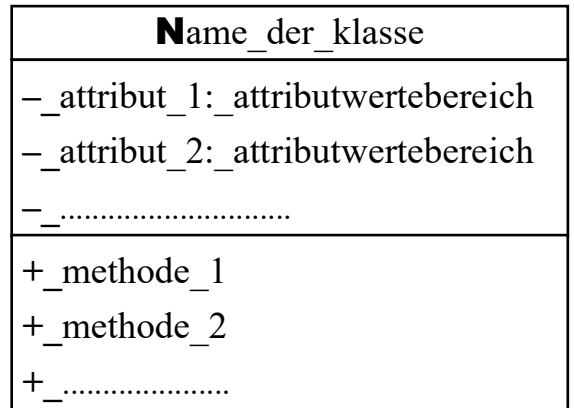 Name_der_klasse
–_attribut_1:_attributwertebereich
–_attribut_2:_attributwertebereich
–_.............................
+_methode_1
+_methode_2
+_.....................